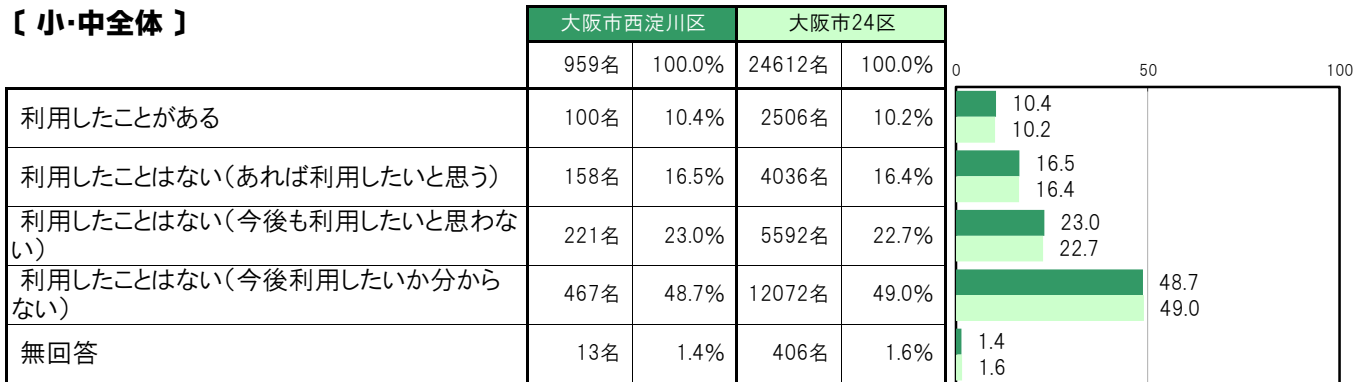 〔 小・中全体 〕
大阪市西淀川区 大阪市24区
959名 100.0% 24612名 100.0%
0 50 100
利用したことがある 100名 10.4% 2506名 10.2%
10.4
10.2
利用したことはない（あれば利用したいと思う） 158名 16.5% 4036名 16.4%
16.5
16.4
利用したことはない（今後も利用したいと思わな
い） 221名 23.0% 5592名 22.7%
23.0
22.7
利用したことはない（今後利用したいか分から
ない） 467名 48.7% 12072名 49.0%
48.7
49.0
無回答 13名 1.4% 406名 1.6%
1.4
1.6